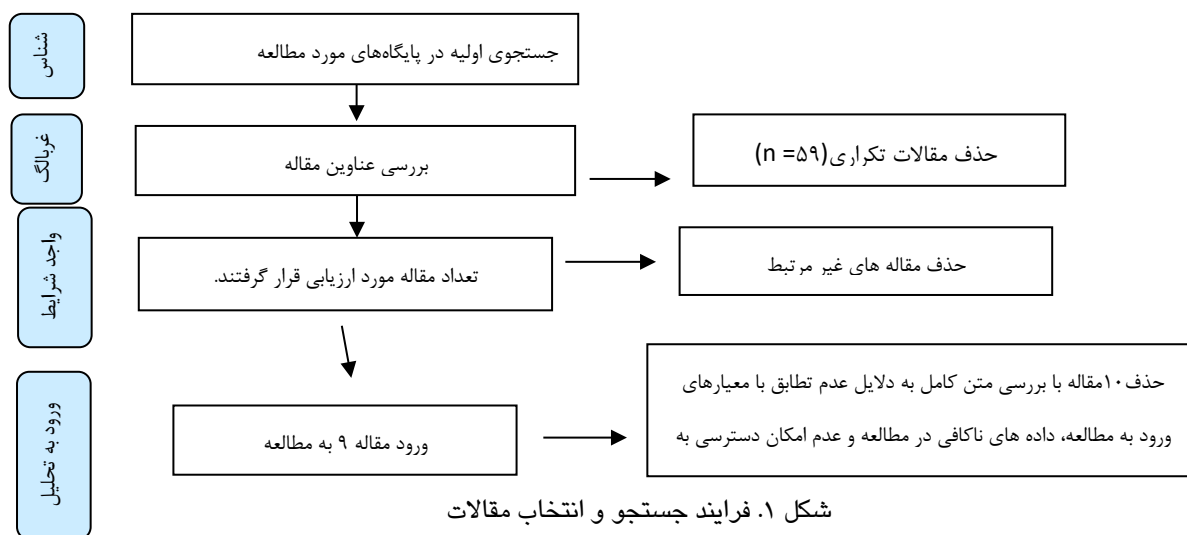 شناس
جستجوی اولیه در پایگاه‌های مورد مطالعه
غربالگ
بررسی عناوین مقاله
حذف مقالات تکراری(n =۵۹)
واجد شرایط
تعداد مقاله مورد ارزیابی قرار گرفتند.
حذف مقاله های غیر مرتبط
ورود به تحلیل
ورود مقاله ۹ به مطالعه
حذف۱۰مقاله با بررسی متن کامل به دلایل عدم تطابق با معیارهای
ورود به مطالعه، داده های ناکافی در مطالعه و عدم امکان دسترسی به
شکل ۱. فرایند جستجو و انتخاب مقالات